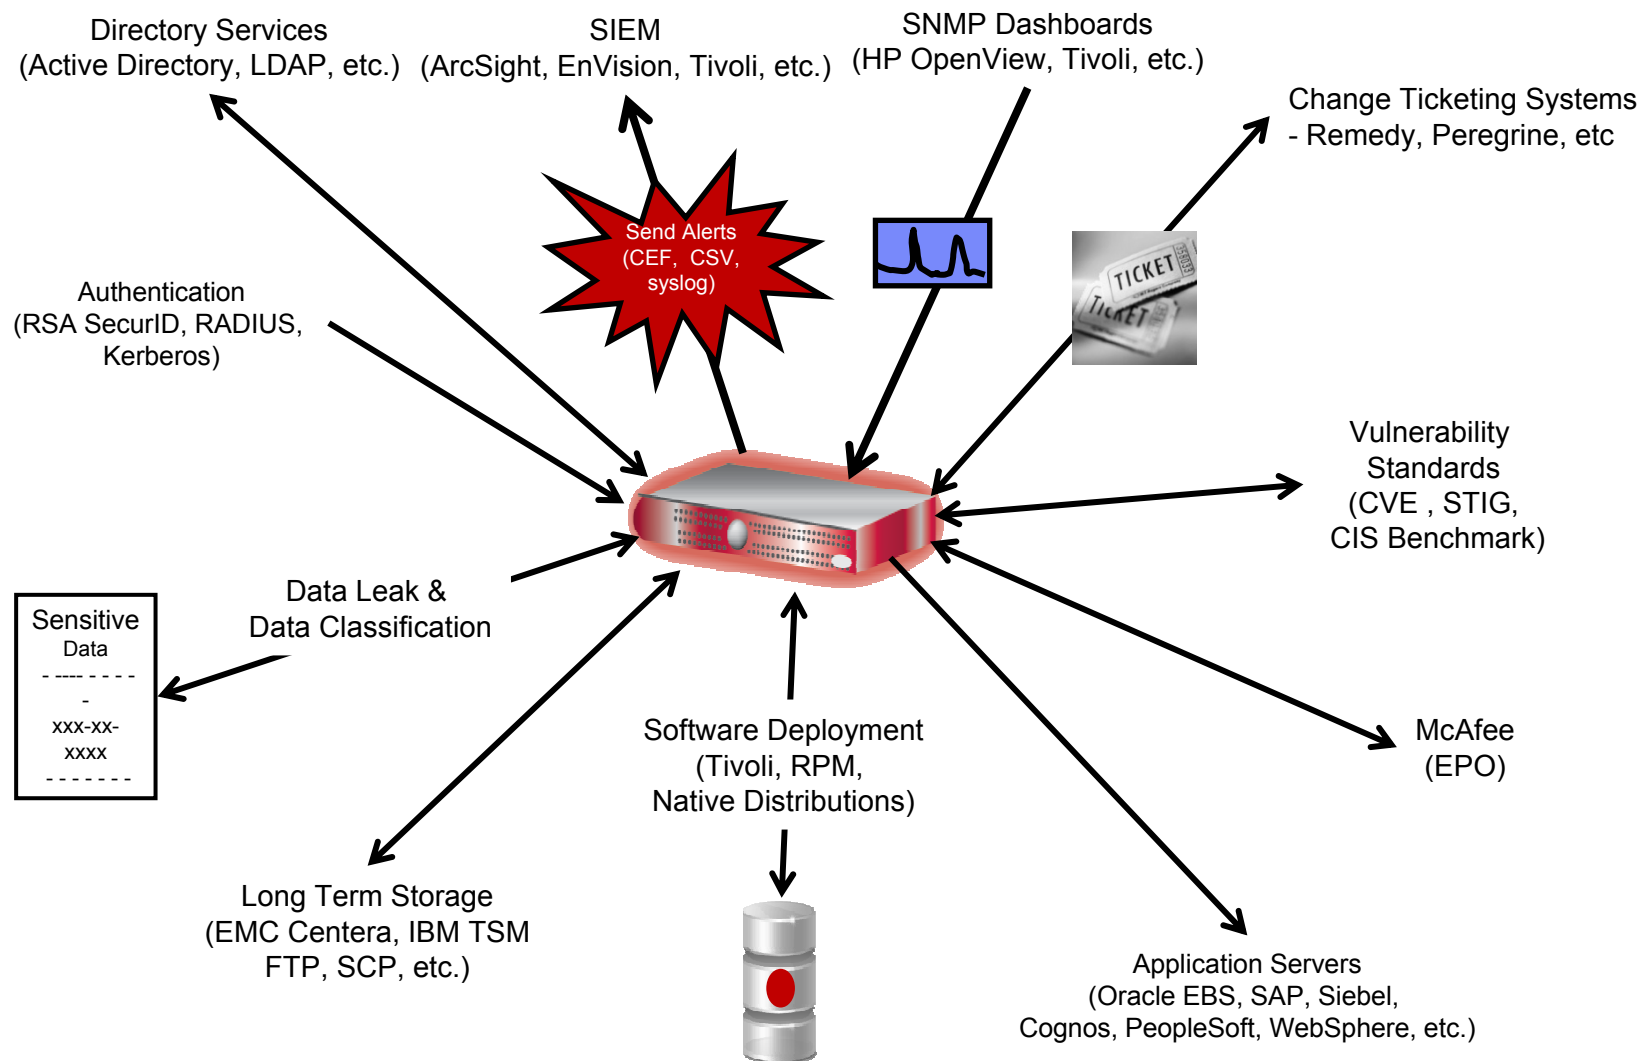 Directory Services
(Active Directory, LDAP, etc.)
SIEM
(ArcSight, EnVision, Tivoli, etc.)
SNMP Dashboards
(HP OpenView, Tivoli, etc.)
Change Ticketing Systems
- Remedy, Peregrine, etc
Send Alerts
(CEF, CSV,
syslog)
TICKET
TICKET
Authentication
(RSA SecurID, RADIUS,
Kerberos)
Vulnerability
Standards
(CVE , STIG,
CIS Benchmark)
Data Leak &
Data Classification
Sensitive
Data
- ---- - - - -
-
xxx-xx-
xxxx
- - - - - - -
Software Deployment
(Tivoli, RPM,
Native Distributions)
McAfee
(EPO)
Long Term Storage
(EMC Centera, IBM TSM
FTP, SCP, etc.)
Application Servers
(Oracle EBS, SAP, Siebel,
Cognos, PeopleSoft, WebSphere, etc.)